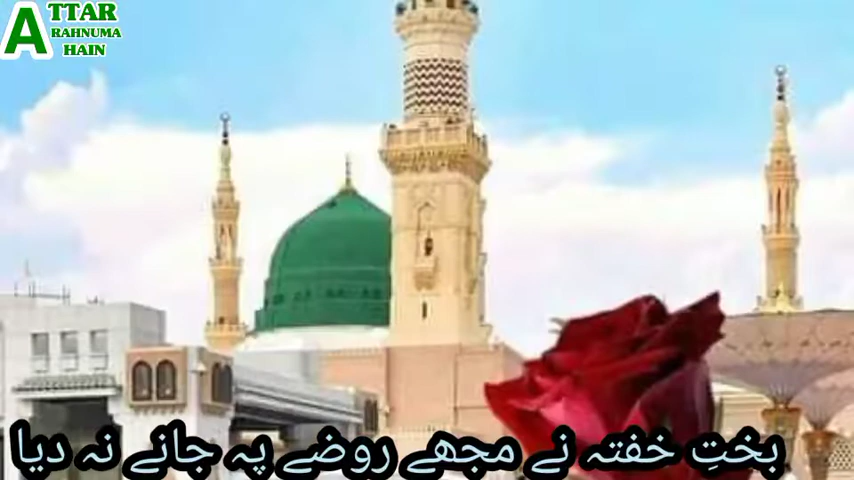 ATTAR
RAHNUMA
HAIN
بختِ خفتہ نے مجھے روضے پہ جانے نہ دیا